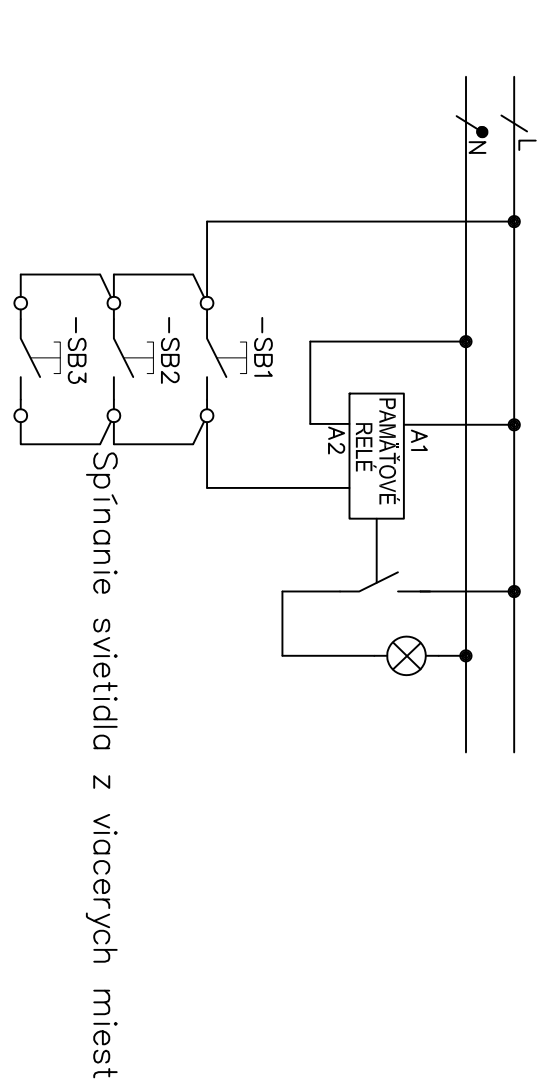 L
N
A1
PAMÄŤOVÉ
RELÉ
A2
-SB1
-SB2
-SB3
Spínanie svietidla z viacerych miest